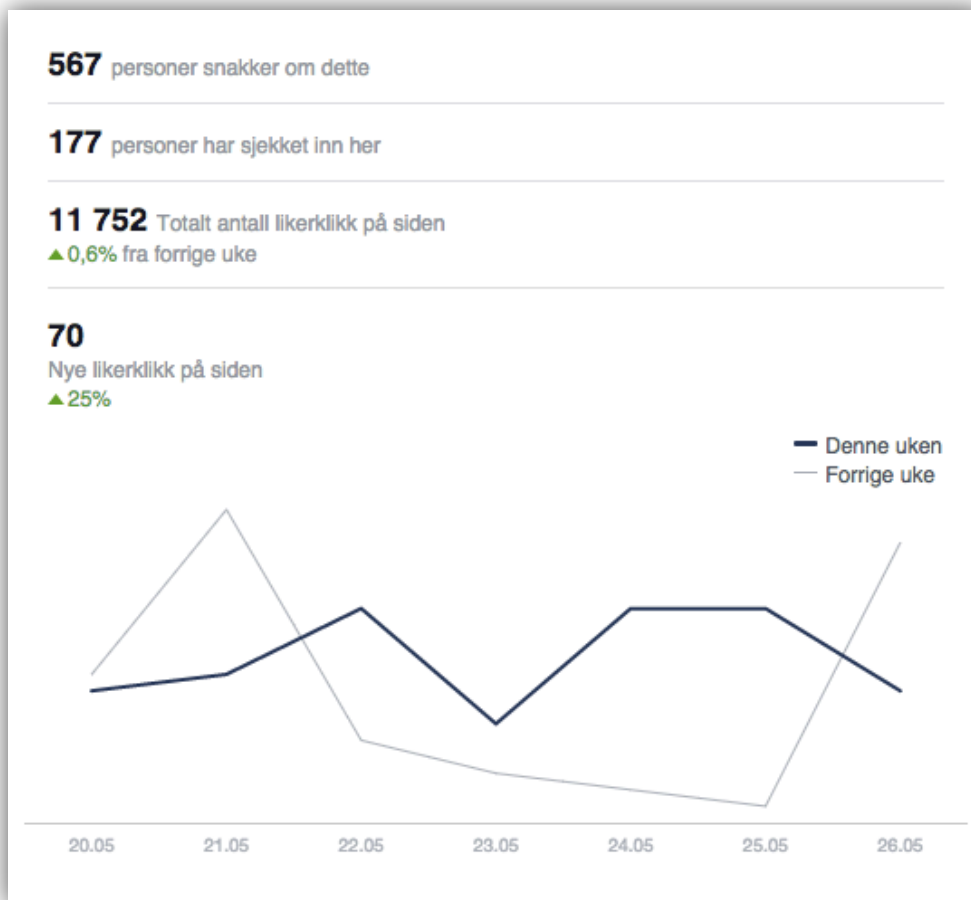 567 personer snakker om dette
177 personer har sjekket inn her
11 752 Totalt antall likerklikk på siden
▲0,6% fra forrige uke
70
Nye likerklikk på siden
▲25%
Denne uken
Forrige uke
20.05 21.05 22.05 23.05 24.05 25.05 26.05